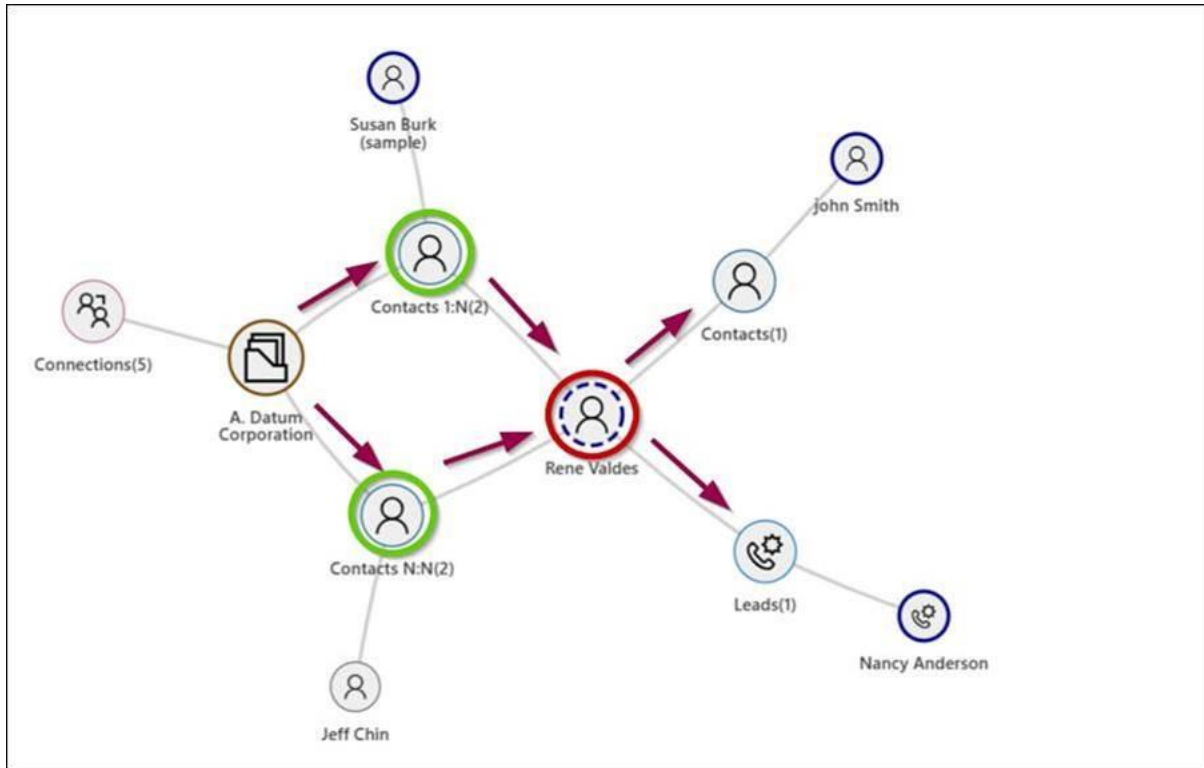 Susan Burk
(sample)
john Smith
Contacts 1:N(2)
Contacts(1)
Connections(5)
A. Datum
Corporation
Rene Valdes
Contacts N:N(2)
Leads(1)
Nancy Anderson
Jeff Chin